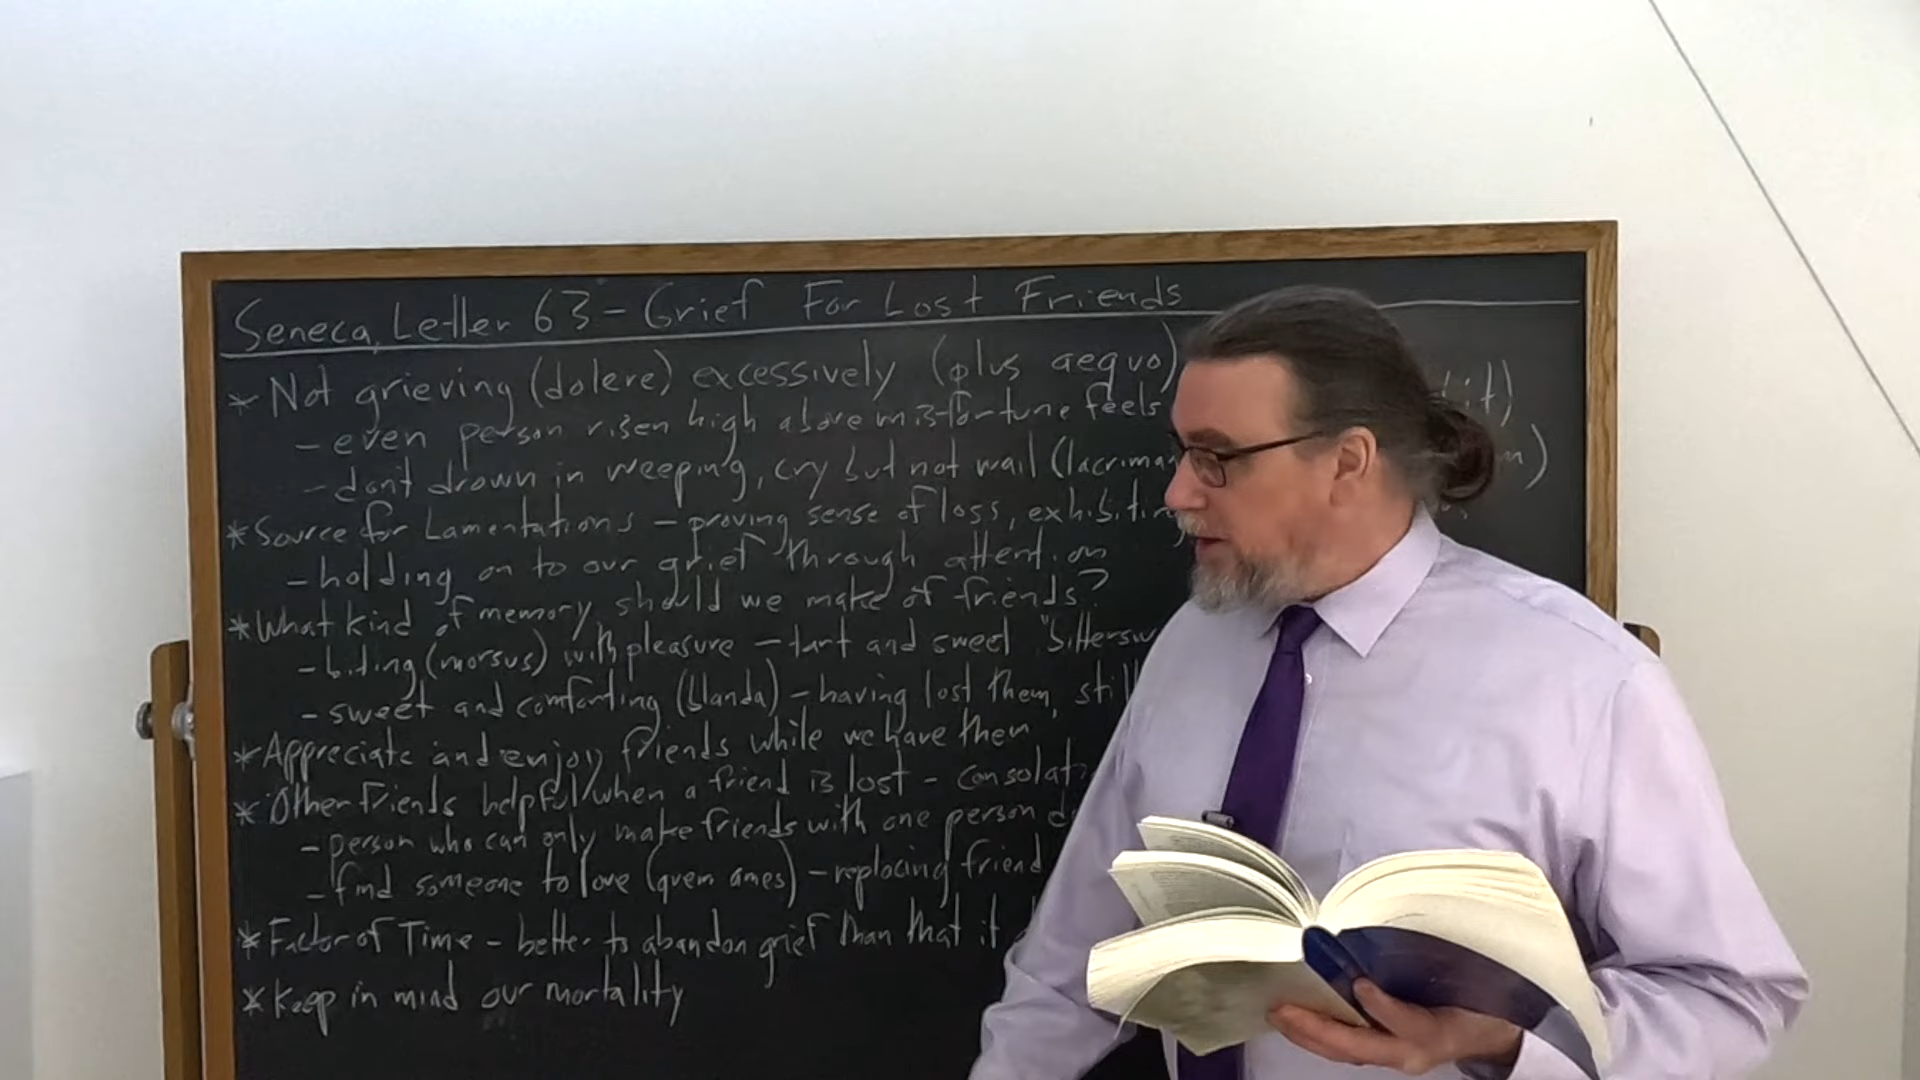 Seneca, Letter 63 - Grief For Lost Friends
* Not grieving (dolere) excessively (plus aequo)
- even person risen high above misfortune feels
- dont drown in weeping, cry but not wail (lacriman
* Source for Lamentations - proving sense of loss, exhibitin
- holding on to our grief through attention
* What kind of memory should we make of friends?
- biting (morsus) with pleasure - tart and sweet "bittersw
- sweet and comforting (blanda) - having lost them, still
* Appreciate and enjoy friends while we have them
* Other friends helpful when a friend is lost - consolati
- person who can only make friends with one person d
- find someone to love (quem ames) - replacing friend
* Factor of Time - better to abandon grief than that it
* Keep in mind our mortality